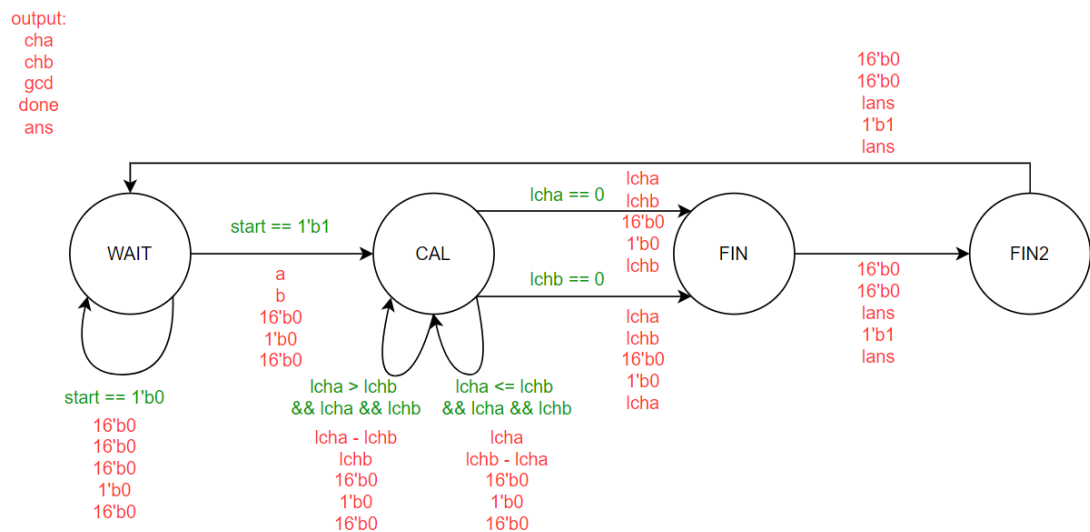 output:
cha
chb
gcd
done
ans
16'b0
16'b0
lans
1'b1
lans
WAIT
start == 1'b1
a
b
16'b0
1'b0
16'b0
start == 1'b0
16'b0
16'b0
16'b0
1'b0
16'b0
CAL
lcha > lchb
&& lcha && lchb
lcha - lchb
lchb
16'b0
1'b0
16'b0
lcha <= lchb
&& lcha && lchb
lcha
lchb - lcha
16'b0
1'b0
16'b0
lcha == 0
lcha
lchb
16'b0
1'b0
lchb
lchb == 0
lcha
lchb
16'b0
1'b0
lcha
FIN
16'b0
16'b0
lans
1'b1
lans
FIN2